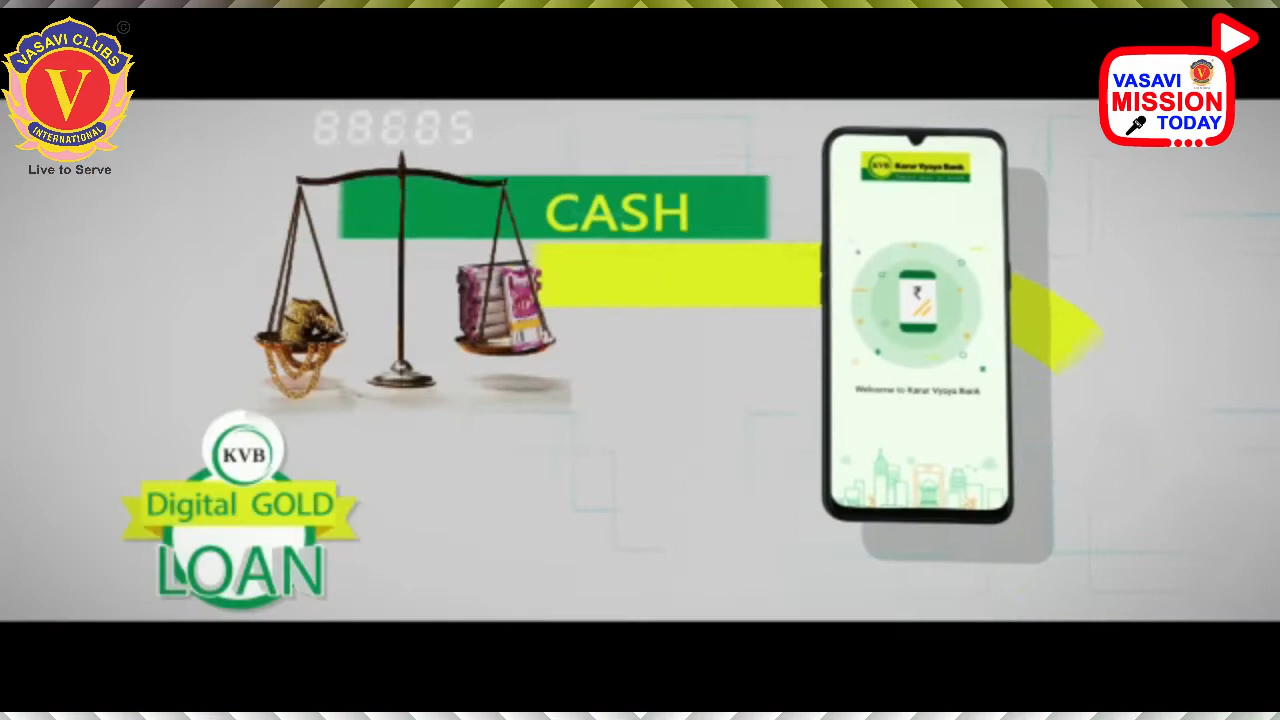 VASAVI CLUBS
V
INTERNATIONAL
©
Live to Serve
VASAVI
MISSION
TODAY
CASH
KVB
Karur Vysya Bank
₹
Welcome to Karur Vysya Bank
KVB
Digital GOLD
LOAN